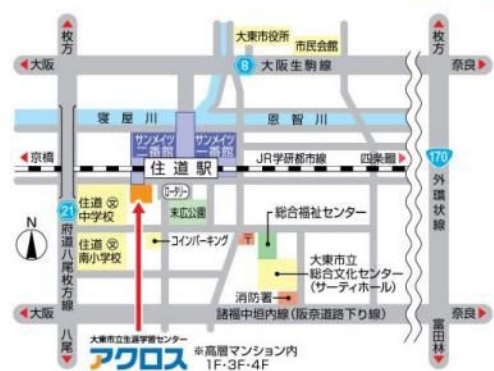 枚方
枚方
大東市役所
市民会館
大阪
8
大阪生駒線
奈良
寝屋川
恩智川
サンメイツ
二番館
サンメイツ
一番館
京橋
住道駅
JR学研都市線
四条畷
170
外環状線
住道
中学校
文
ロータリー
末広公園
総合福祉センター
21
府道八尾枚方線
N
住道
南小学校
文
コインパーキング
〒
大東市立
総合文化センター
(サーティホール)
消防署
大阪
諸福中垣内線(阪奈道路下り線)
奈良
八尾
富田林
大東市立生涯学習センター
アクロス
※高層マンション内
1F・3F・4F